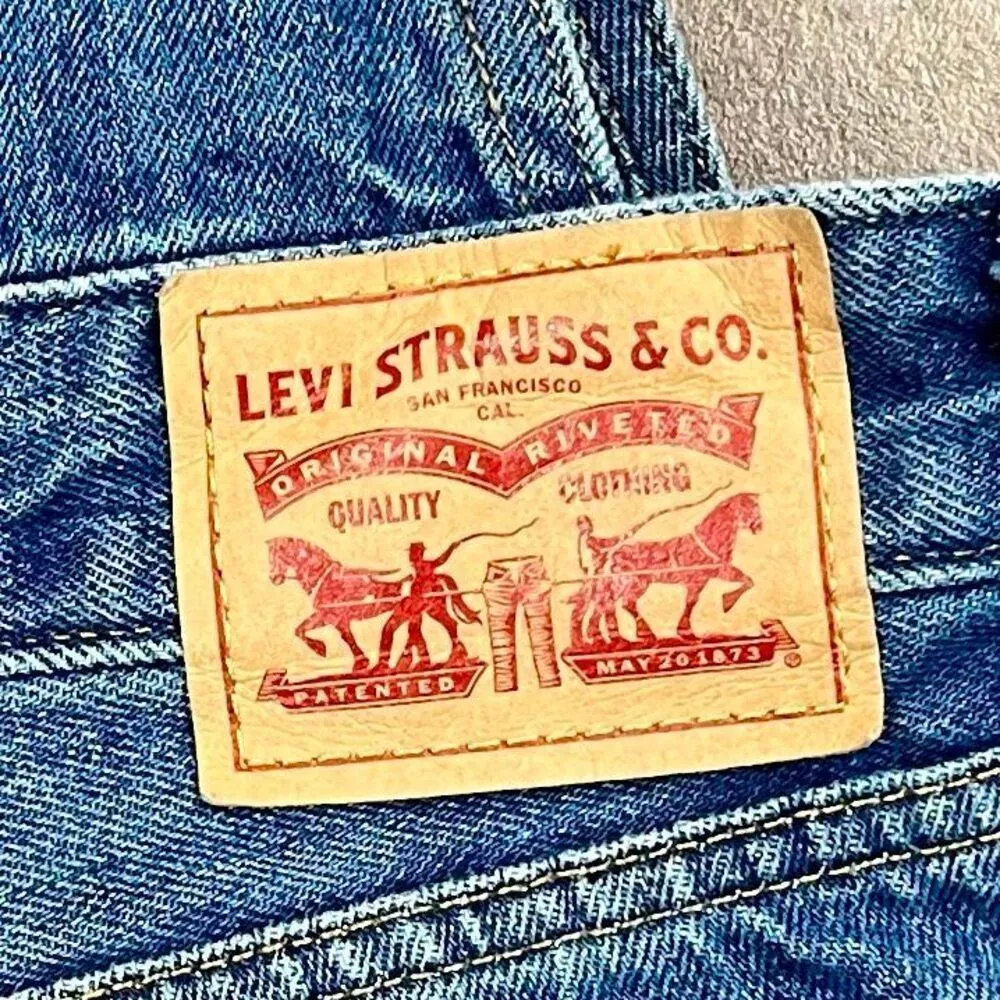 LEVI STRAUSS & CO.
SAN FRANCISCO
CAL.
ORIGINAL RIVETED
QUALITY CLOTHING
PATENTED MAY 20 1873
®